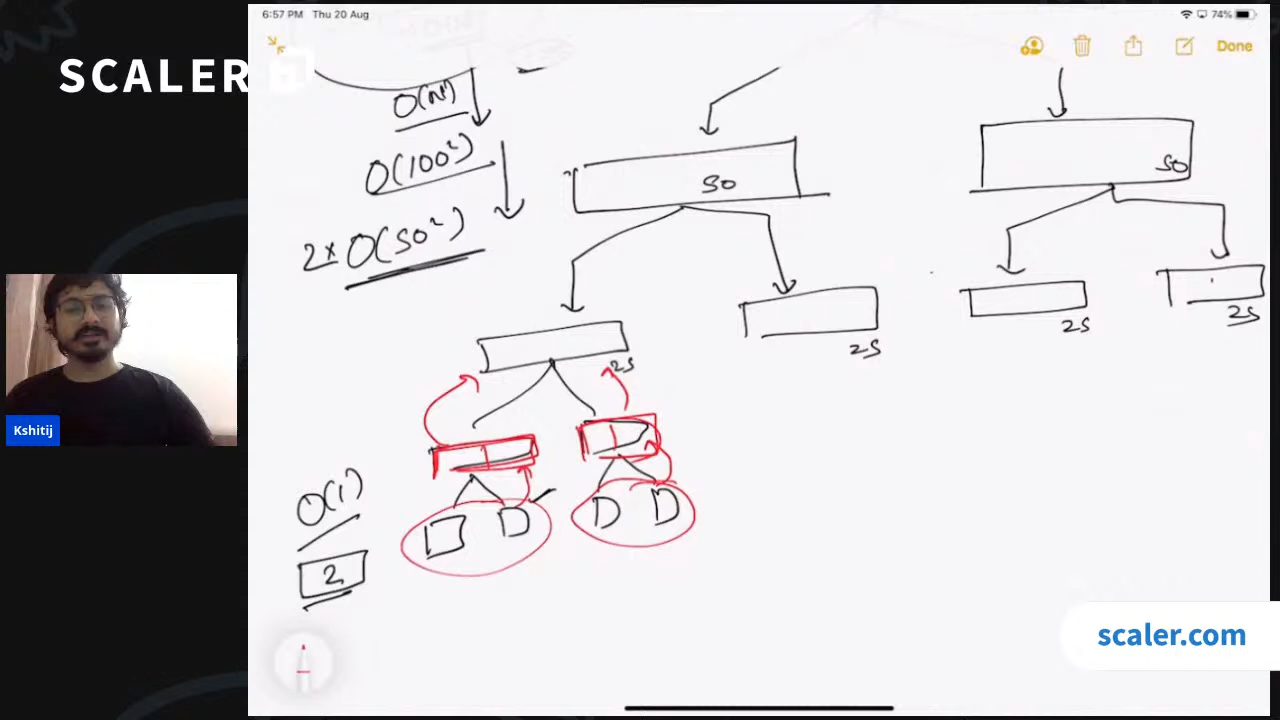 6:57 PM Thu 20 Aug
74%
Done
SCALER
O(N²)
O(100²)
2 × O(50²)
50
50
25
25
25
25
O(1)
2
Kshitij
scaler.com